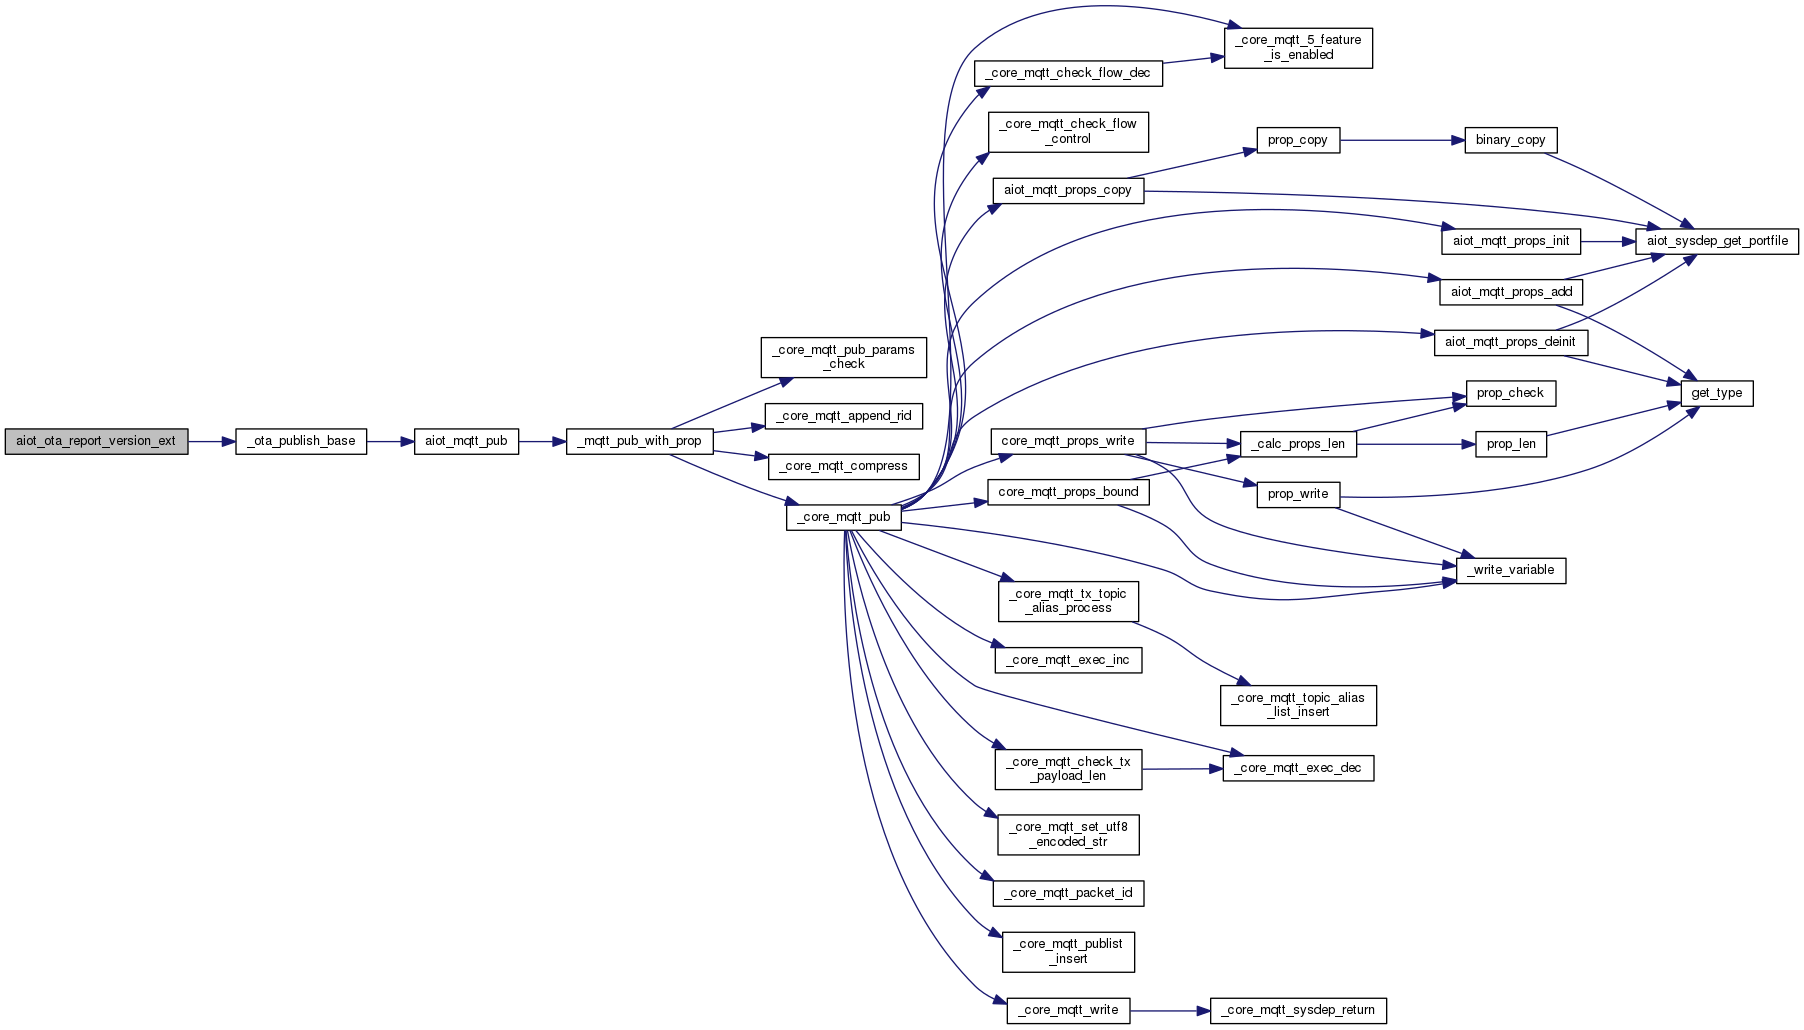 aiot_ota_report_version_ext
_ota_publish_base
aiot_mqtt_pub
_mqtt_pub_with_prop
_core_mqtt_pub_params
_check
_core_mqtt_append_rid
_core_mqtt_compress
_core_mqtt_pub
_core_mqtt_5_feature
_is_enabled
_core_mqtt_check_flow_dec
_core_mqtt_check_flow
_control
aiot_mqtt_props_copy
prop_copy
binary_copy
aiot_sysdep_get_portfile
aiot_mqtt_props_init
aiot_mqtt_props_add
aiot_mqtt_props_deinit
get_type
core_mqtt_props_write
prop_check
_calc_props_len
prop_len
core_mqtt_props_bound
prop_write
_write_variable
_core_mqtt_tx_topic
_alias_process
_core_mqtt_exec_inc
_core_mqtt_topic_alias
_list_insert
_core_mqtt_check_tx
_payload_len
_core_mqtt_exec_dec
_core_mqtt_set_utf8
_encoded_str
_core_mqtt_packet_id
_core_mqtt_publist
_insert
_core_mqtt_write
_core_mqtt_sysdep_return